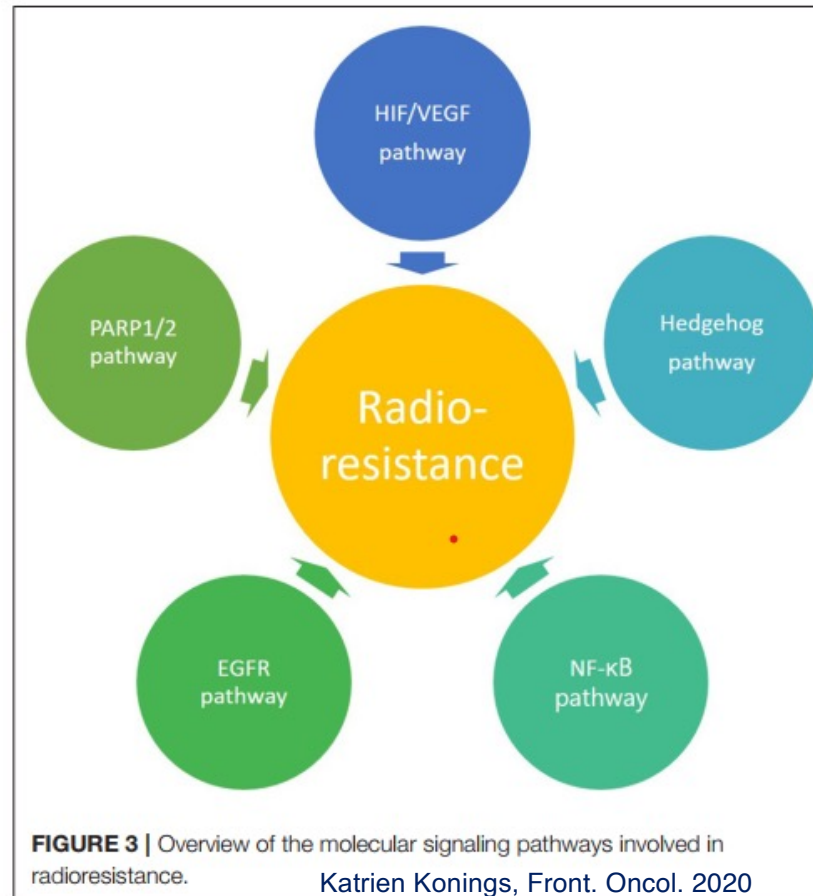 HIF/VEGF
pathway
PARP1/2
pathway
Hedgehog
pathway
Radio-
resistance
EGFR
pathway
NF-κB
pathway
FIGURE 3 | Overview of the molecular signaling pathways involved in
radioresistance.
Katrien Konings, Front. Oncol. 2020